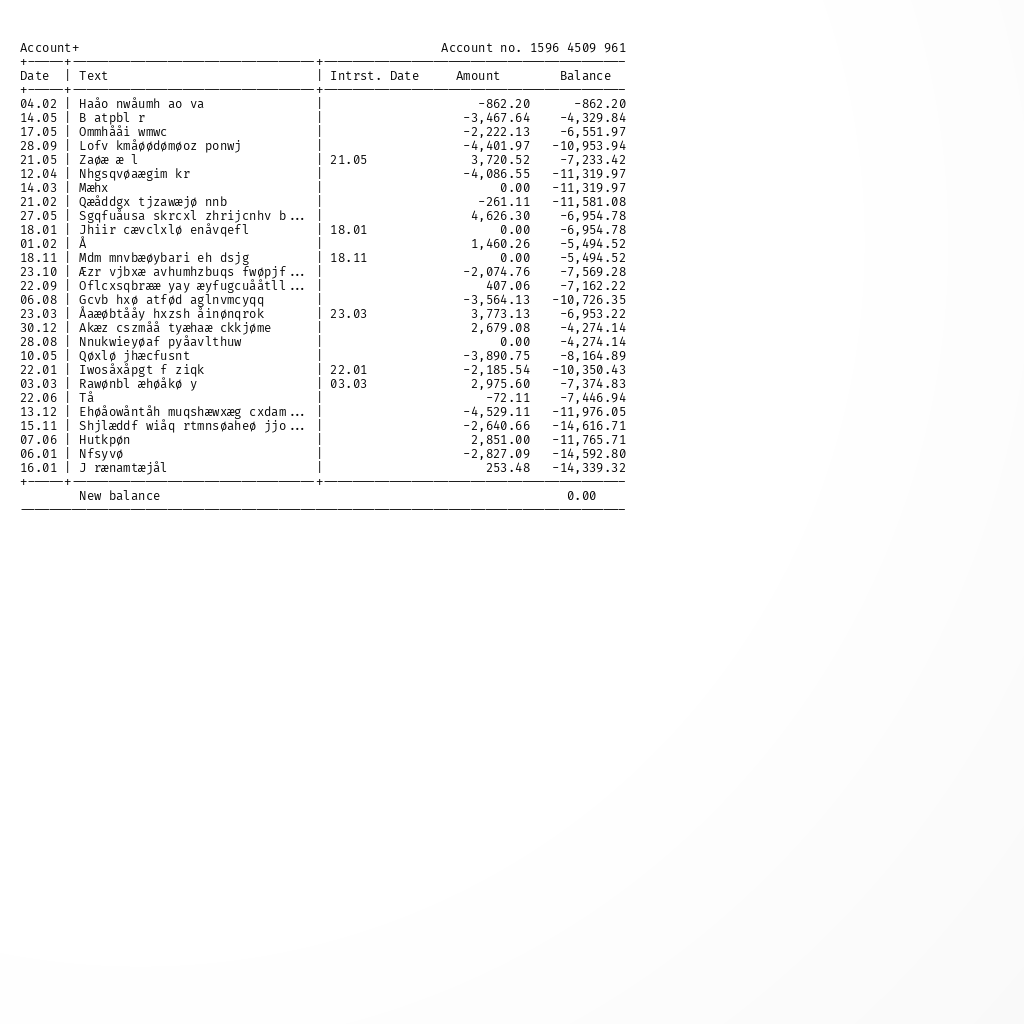 Account+ Account no. 1596 4509 961
Date | Text | Intrst. Date Amount Balance
04.02 | Haåo nwåumh ao va | -862.20 -862.20
14.05 | B atpbl r | -3,467.64 -4,329.84
17.05 | Ommhååi wmwc | -2,222.13 -6,551.97
28.09 | Lofv kmåøødømøoz ponwj | -4,401.97 -10,953.94
21.05 | Zaøæ æ l | 21.05 3,720.52 -7,233.42
12.04 | Nhgsqvøaægim kr | -4,086.55 -11,319.97
14.03 | Mæhx | 0.00 -11,319.97
21.02 | Qæåddgx tjzawæjø nnb | -261.11 -11,581.08
27.05 | Sgqfuåusa skrcxl zhrijcnhv b... | 4,626.30 -6,954.78
18.01 | Jhiir cævclxlø enåvqefl | 18.01 0.00 -6,954.78
01.02 | Å | 1,460.26 -5,494.52
18.11 | Mdm mnvbæøybari eh dsjg | 18.11 0.00 -5,494.52
23.10 | Æzr vjbxæ avhumhzbuqs fwøpjf... | -2,074.76 -7,569.28
22.09 | Oflcxsqbrææ yay æyfugcuååtll... | 407.06 -7,162.22
06.08 | Gcvb hxø atfød aglnvmcyqq | -3,564.13 -10,726.35
23.03 | Åaæøbtååy hxzsh åinønqrok | 23.03 3,773.13 -6,953.22
30.12 | Akæz cszmåå tyæhaæ ckkjøme | 2,679.08 -4,274.14
28.08 | Nnukwieyøaf pyåavlthuw | 0.00 -4,274.14
10.05 | Qøxlø jhæcfusnt | -3,890.75 -8,164.89
22.01 | Iwosåxåpgt f ziqk | 22.01 -2,185.54 -10,350.43
03.03 | Rawønbl æhøåkø y | 03.03 2,975.60 -7,374.83
22.06 | Tå | -72.11 -7,446.94
13.12 | Ehøåowåntåh muqshæwxæg cxdam... | -4,529.11 -11,976.05
15.11 | Shjlæddf wiåq rtmnsøaheø jjo... | -2,640.66 -14,616.71
07.06 | Hutkpøn | 2,851.00 -11,765.71
06.01 | Nfsyvø | -2,827.09 -14,592.80
16.01 | J rænamtæjål | 253.48 -14,339.32
New balance 0.00